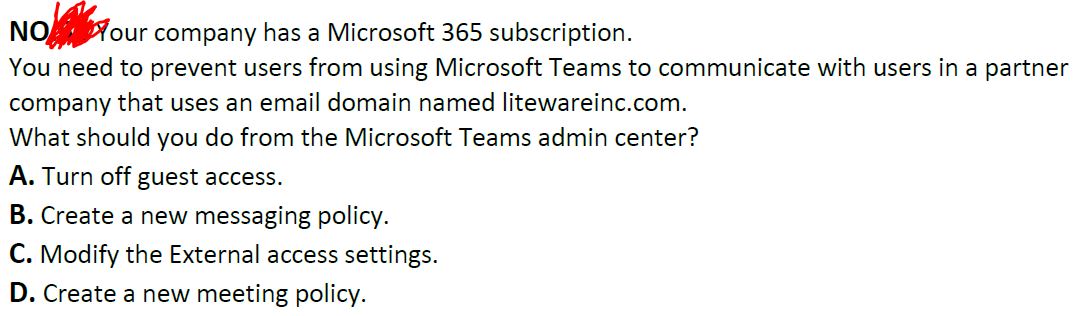 NO Your company has a Microsoft 365 subscription.
You need to prevent users from using Microsoft Teams to communicate with users in a partner
company that uses an email domain named litewareinc.com.
What should you do from the Microsoft Teams admin center?
A. Turn off guest access.
B. Create a new messaging policy.
C. Modify the External access settings.
D. Create a new meeting policy.